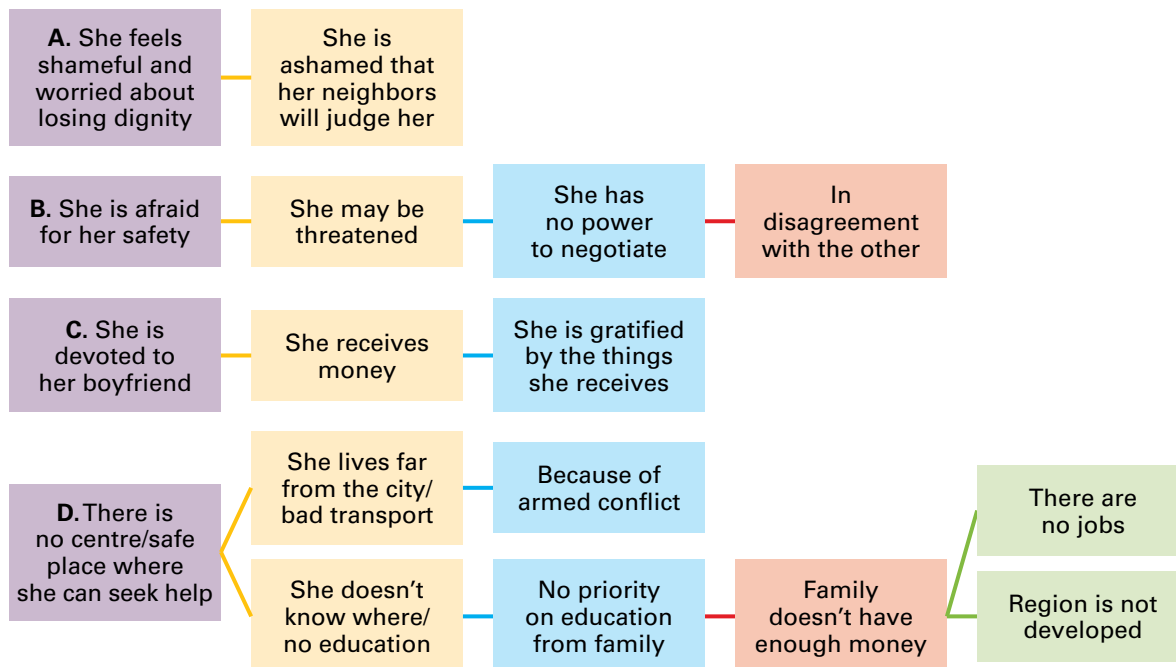 A. She feels
shameful and
worried about
losing dignity
She is
ashamed that
her neighbors
will judge her
B. She is afraid
for her safety
She may be
threatened
She has
no power
to negotiate
In
disagreement
with the other
C. She is
devoted to
her boyfriend
She receives
money
She is gratified
by the things
she receives
D. There is
no centre/safe
place where
she can seek help
She lives far
from the city/
bad transport
Because of
armed conflict
She doesn't
know where/
no education
No priority
on education
from family
Family
doesn't have
enough money
There are
no jobs
Region is not
developed